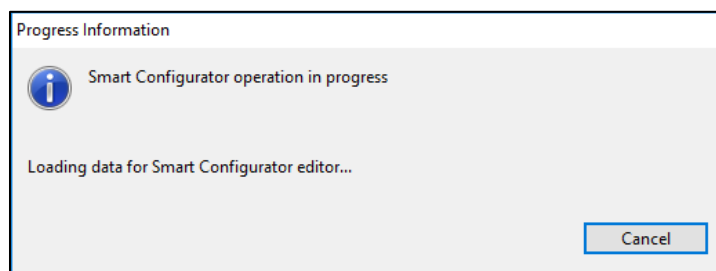 Progress Information
Smart Configurator operation in progress
Loading data for Smart Configurator editor...
Cancel